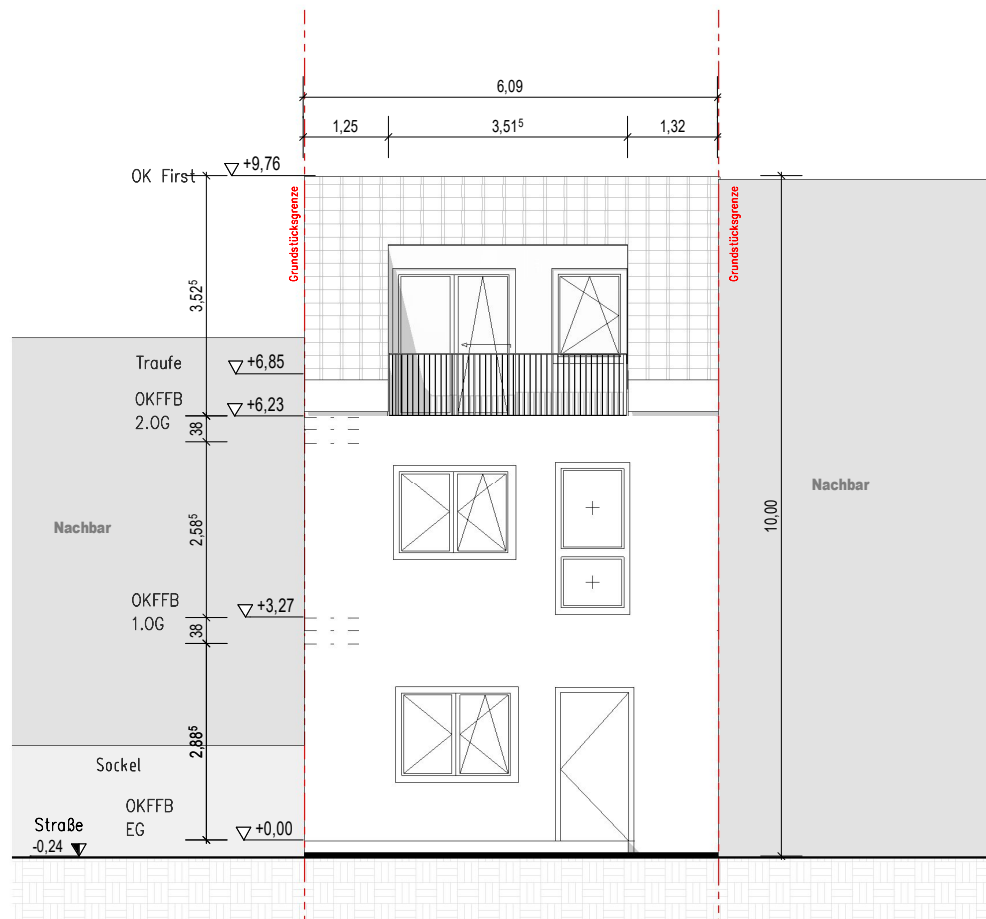 6,09
1,25
3,51⁵
1,32
OK First
+9,76
Grundstücksgrenze
Grundstücksgrenze
3,52⁵
Traufe
+6,85
OKFFB
2.OG
+6,23
38
Nachbar
2,58⁵
Nachbar
10,00
OKFFB
1.OG
+3,27
38
2,88⁵
Sockel
OKFFB
EG
+0,00
Straße
-0,24